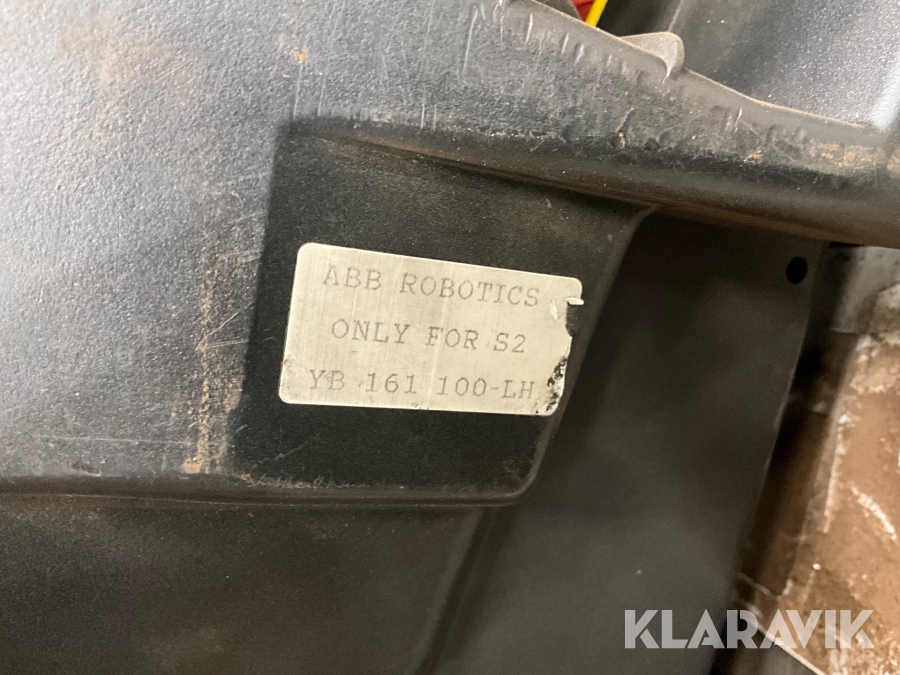 ABB ROBOTICS
ONLY FOR S2
YB 161 100-LH
KLARAVIK